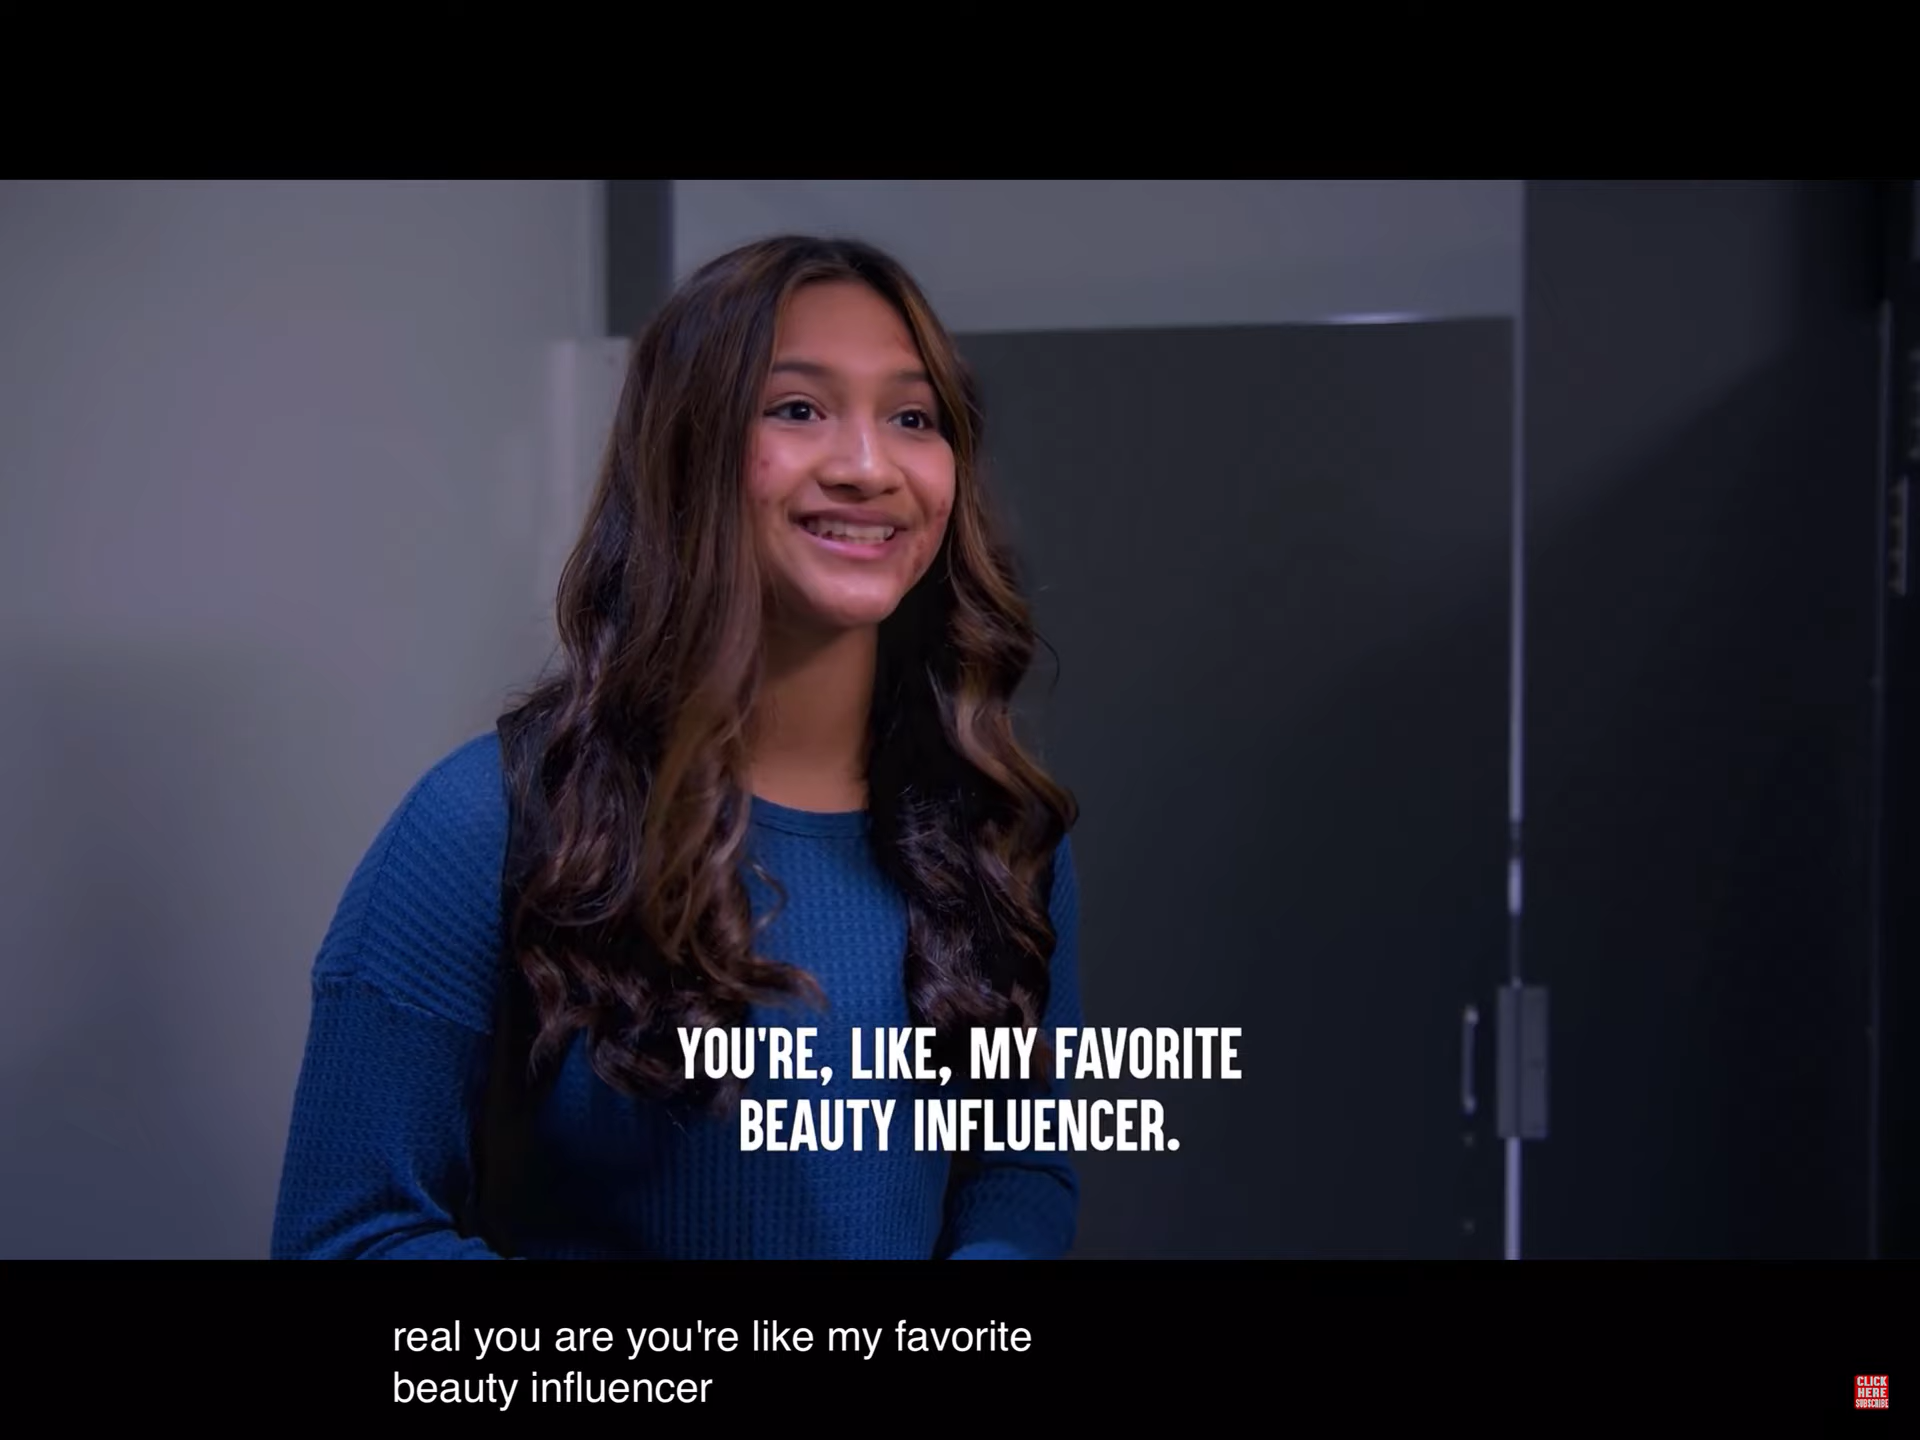 YOU'RE, LIKE, MY FAVORITE
BEAUTY INFLUENCER.
real you are you're like my favorite
beauty influencer
CLICK
HERE
SUBSCRIBE